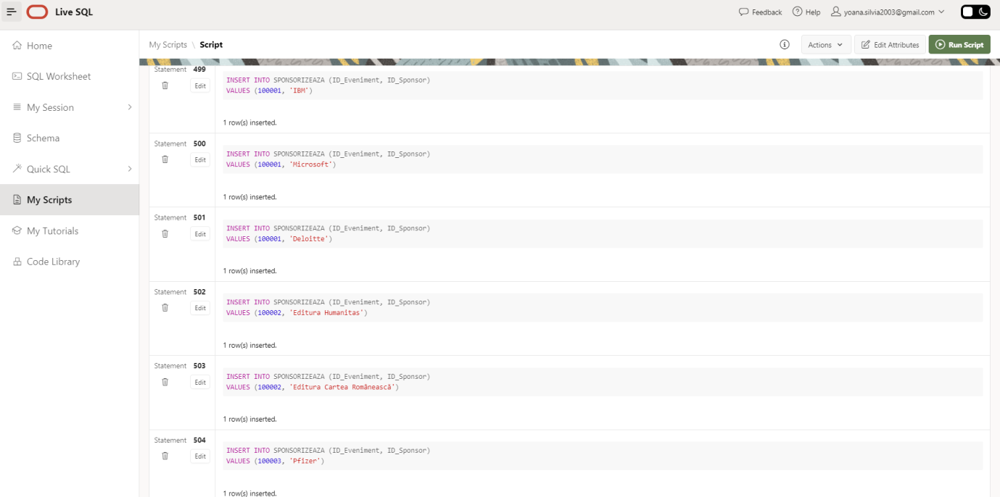 Live SQL
Feedback
Help
yoana.silvia2003@gmail.com
Home
SQL Worksheet
My Session
Schema
Quick SQL
My Scripts
My Tutorials
Code Library
My Scripts \ Script
Actions
Edit Attributes
Run Script
Statement 499
Edit
INSERT INTO SPONSORIZEAZA (ID_Eveniment, ID_Sponsor)
VALUES (100001, 'IBM')
1 row(s) inserted.
Statement 500
Edit
INSERT INTO SPONSORIZEAZA (ID_Eveniment, ID_Sponsor)
VALUES (100001, 'Microsoft')
1 row(s) inserted.
Statement 501
Edit
INSERT INTO SPONSORIZEAZA (ID_Eveniment, ID_Sponsor)
VALUES (100001, 'Deloitte')
1 row(s) inserted.
Statement 502
Edit
INSERT INTO SPONSORIZEAZA (ID_Eveniment, ID_Sponsor)
VALUES (100002, 'Editura Humanitas')
1 row(s) inserted.
Statement 503
Edit
INSERT INTO SPONSORIZEAZA (ID_Eveniment, ID_Sponsor)
VALUES (100002, 'Editura Cartea Românească')
1 row(s) inserted.
Statement 504
Edit
INSERT INTO SPONSORIZEAZA (ID_Eveniment, ID_Sponsor)
VALUES (100003, 'Pfizer')
1 row(s) inserted.